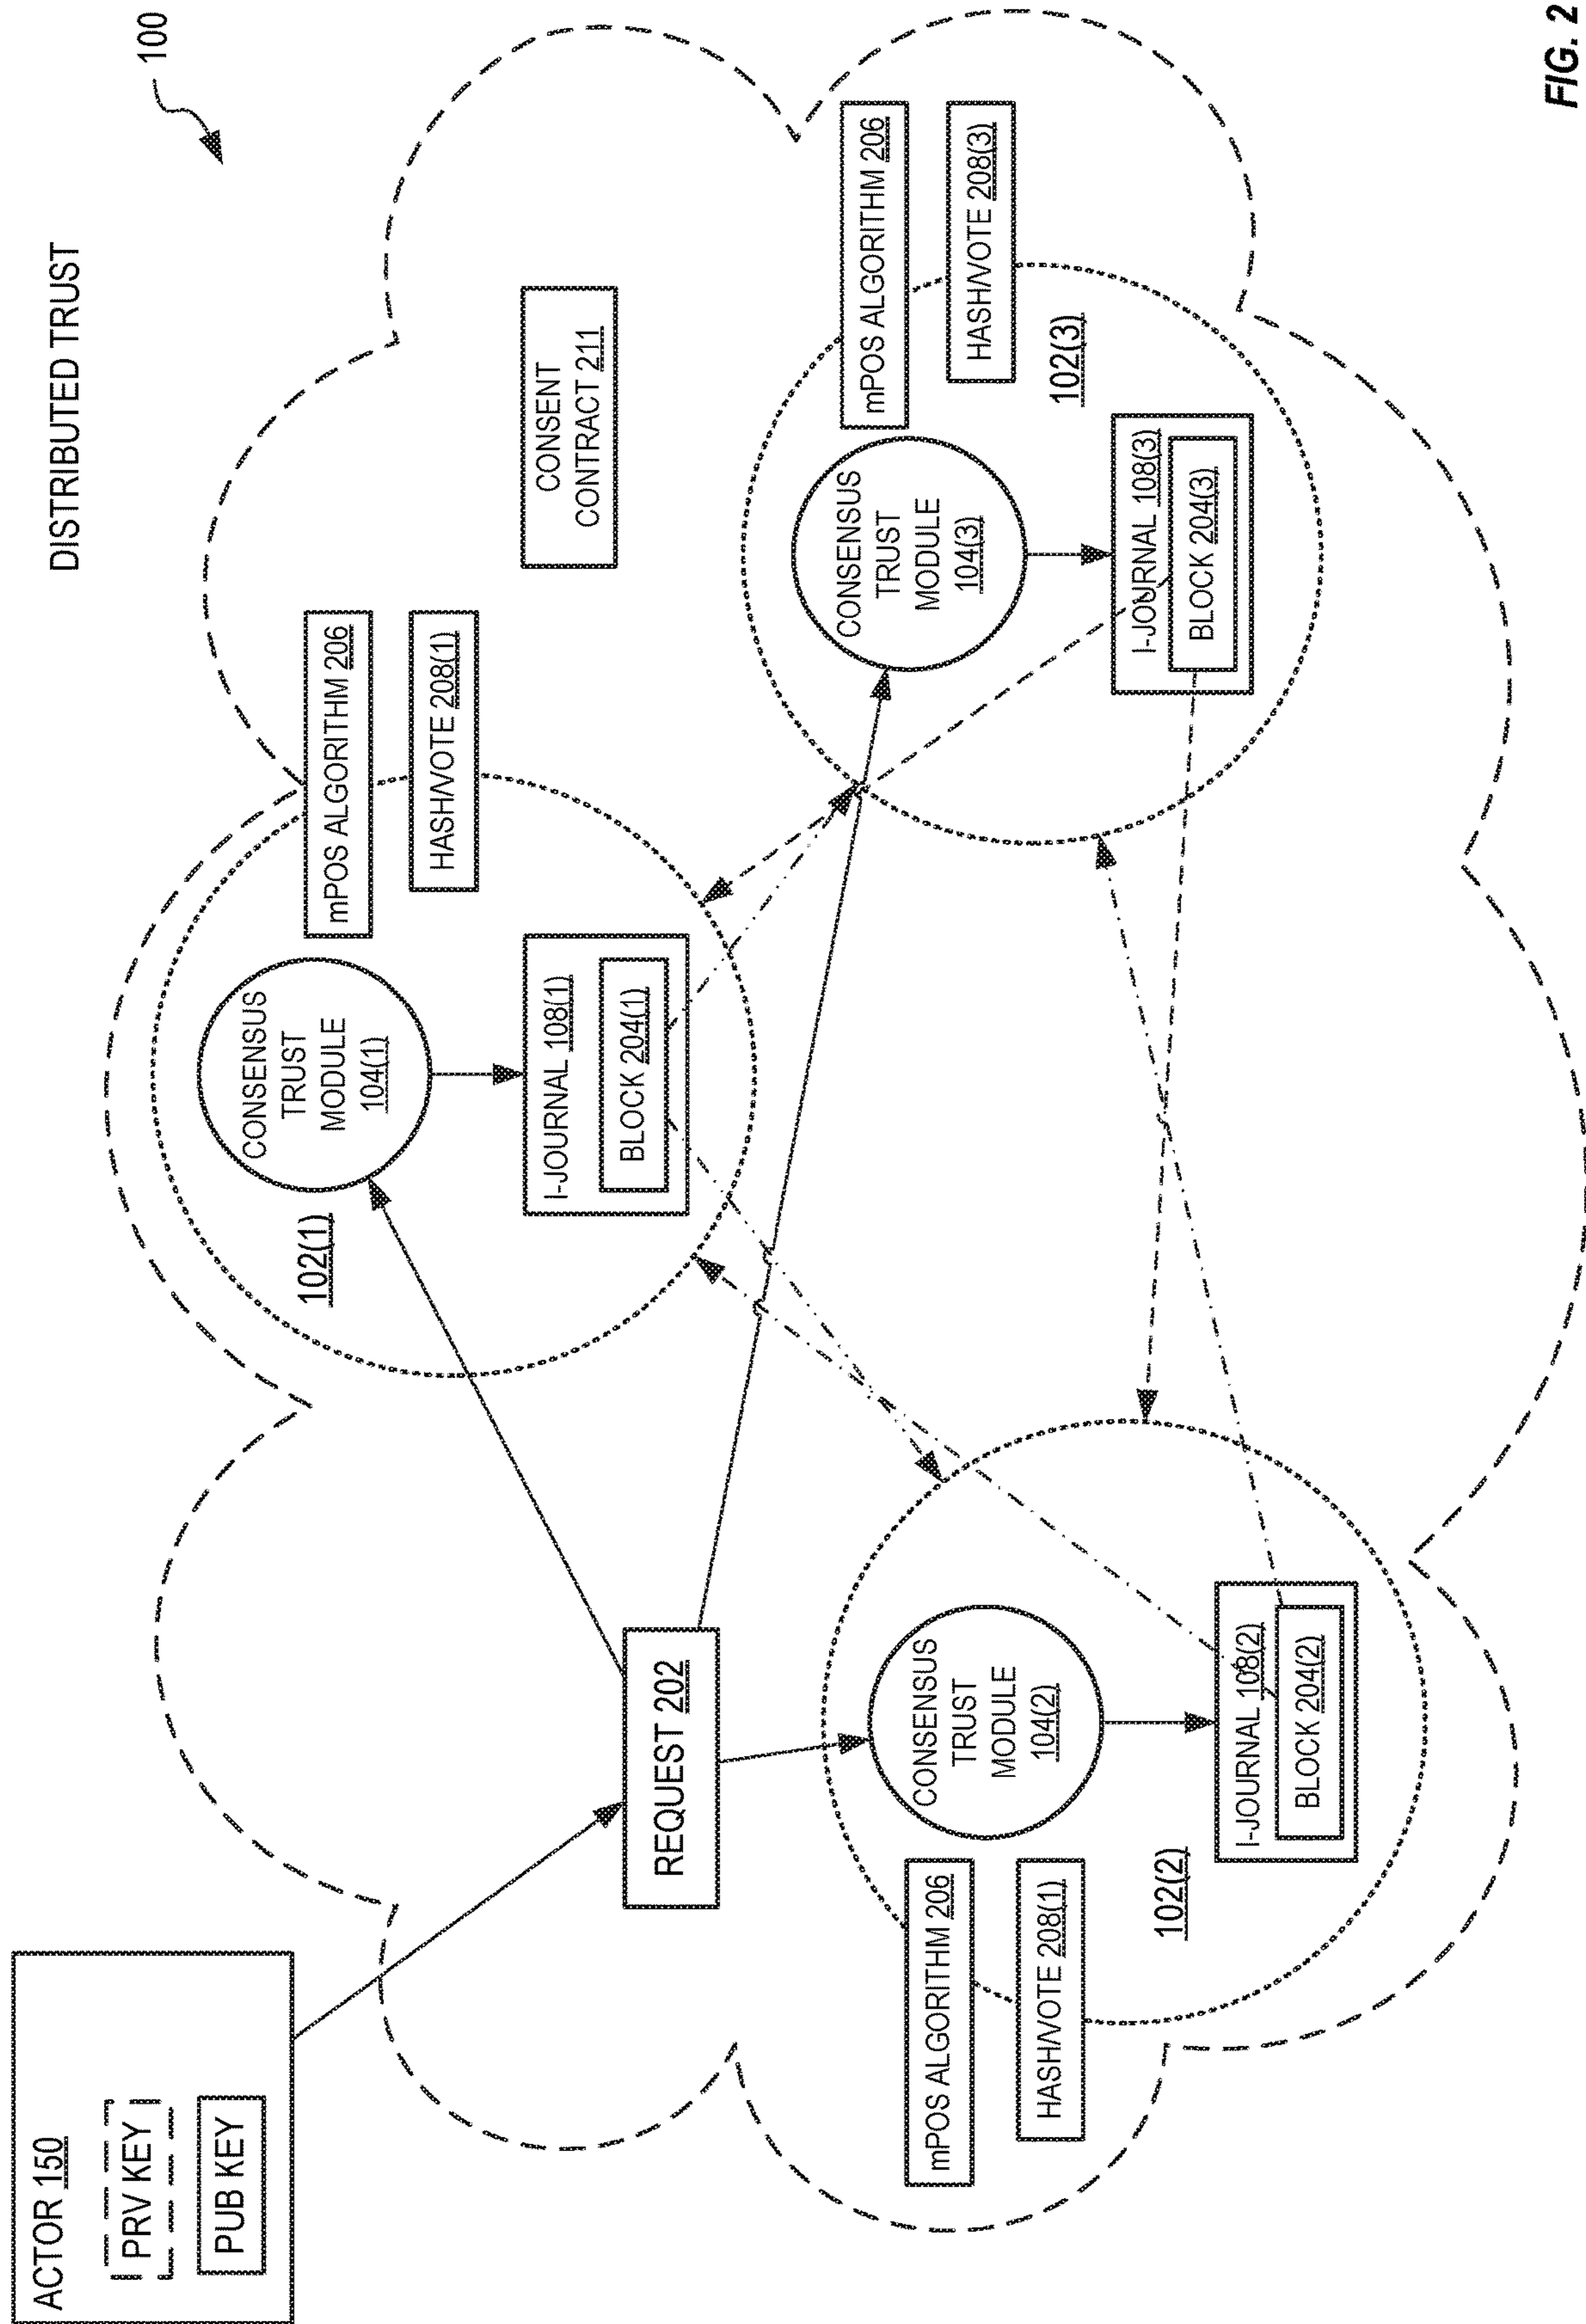 DISTRIBUTED TRUST
100
ACTOR 150
PRV KEY
PUB KEY
REQUEST 202
CONSENSUS
TRUST
MODULE
104(1)
102(1)
mPOS ALGORITHM 206
HASH/VOTE 208(1)
I-JOURNAL 108(1)
BLOCK 204(1)
CONSENT
CONTRACT 211
mPOS ALGORITHM 206
HASH/VOTE 208(1)
102(2)
CONSENSUS
TRUST
MODULE
104(2)
I-JOURNAL 108(2)
BLOCK 204(2)
CONSENSUS
TRUST
MODULE
104(3)
mPOS ALGORITHM 206
HASH/VOTE 208(3)
102(3)
I-JOURNAL 108(3)
BLOCK 204(3)
FIG. 2